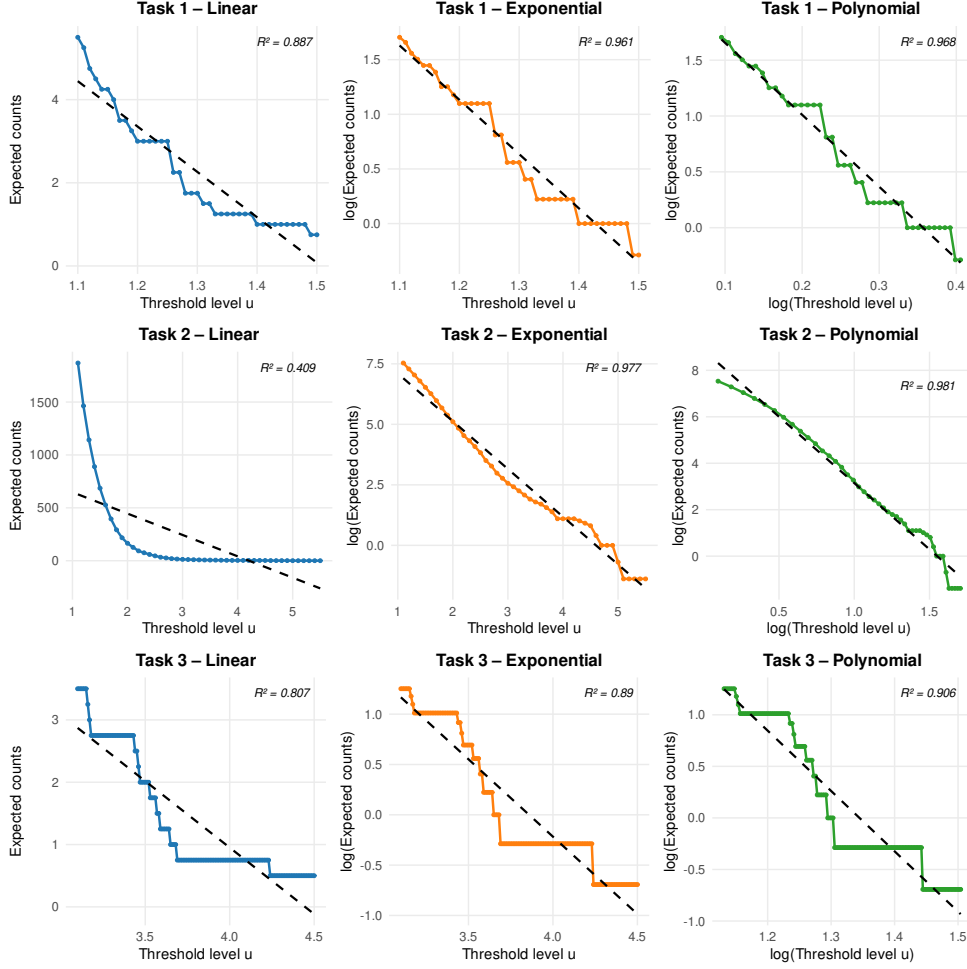 Task 1 – Linear
R² = 0.887
Expected counts
4
2
0
1.1 1.2 1.3 1.4 1.5
Threshold level u
Task 1 – Exponential
R² = 0.961
log(Expected counts)
1.5
1.0
0.5
0.0
1.1 1.2 1.3 1.4 1.5
Threshold level u
Task 1 – Polynomial
R² = 0.968
log(Expected counts)
1.5
1.0
0.5
0.0
0.1 0.2 0.3 0.4
log(Threshold level u)
Task 2 – Linear
R² = 0.409
Expected counts
1500
1000
500
0
1 2 3 4 5
Threshold level u
Task 2 – Exponential
R² = 0.977
log(Expected counts)
7.5
5.0
2.5
0.0
1 2 3 4 5
Threshold level u
Task 2 – Polynomial
R² = 0.981
log(Expected counts)
8
6
4
2
0
0.5 1.0 1.5
log(Threshold level u)
Task 3 – Linear
R² = 0.807
Expected counts
3
2
1
0
3.5 4.0 4.5
Threshold level u
Task 3 – Exponential
R² = 0.89
log(Expected counts)
1.0
0.5
0.0
-0.5
-1.0
3.5 4.0 4.5
Threshold level u
Task 3 – Polynomial
R² = 0.906
log(Expected counts)
1.0
0.5
0.0
-0.5
-1.0
1.2 1.3 1.4 1.5
log(Threshold level u)